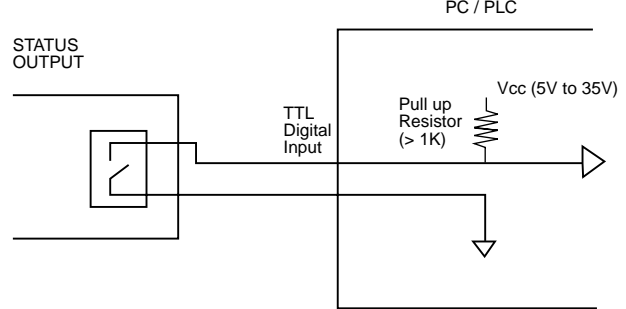 PC / PLC
STATUS
OUTPUT
Vcc (5V to 35V)
TTL
Digital
Input
Pull up
Resistor
(> 1K)